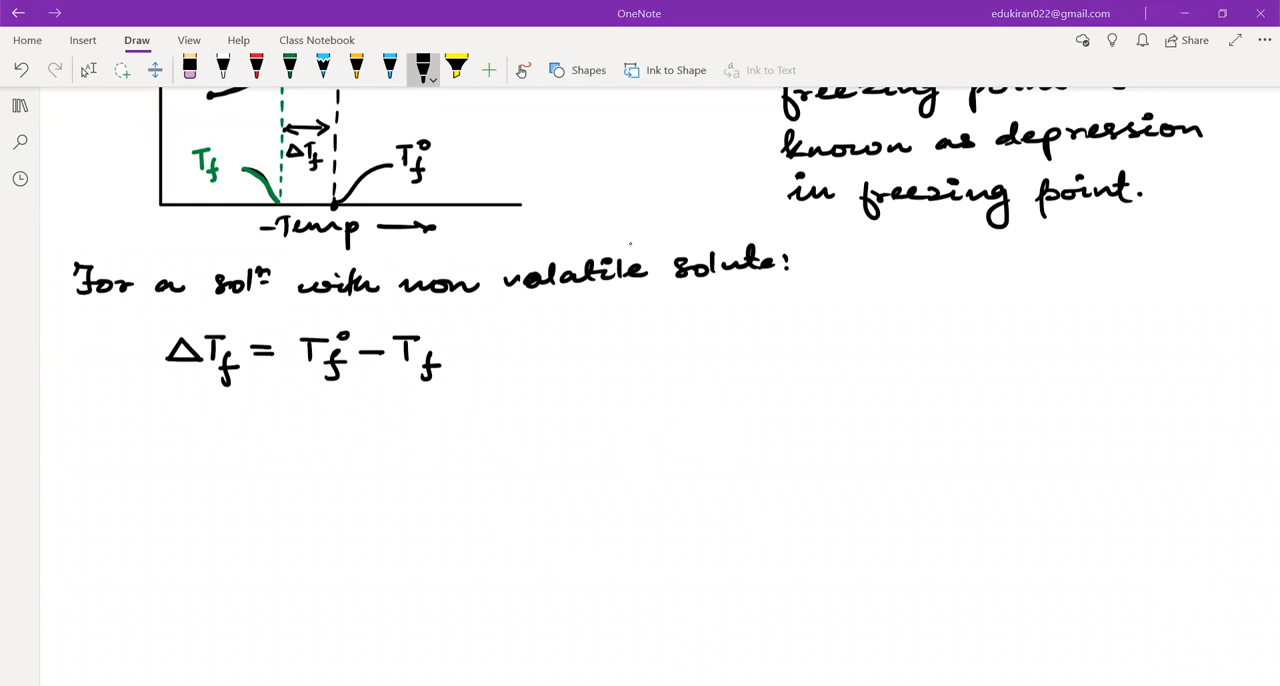 OneNote
edukiran022@gmail.com
Home Insert Draw View Help Class Notebook
Share
Shapes Ink to Shape Ink to Text
freezing point
known as depression
in freezing point.
ΔTf
Tf
Tf°
-Temp →
For a solⁿ with non volatile solute:
ΔTf = Tf° - Tf